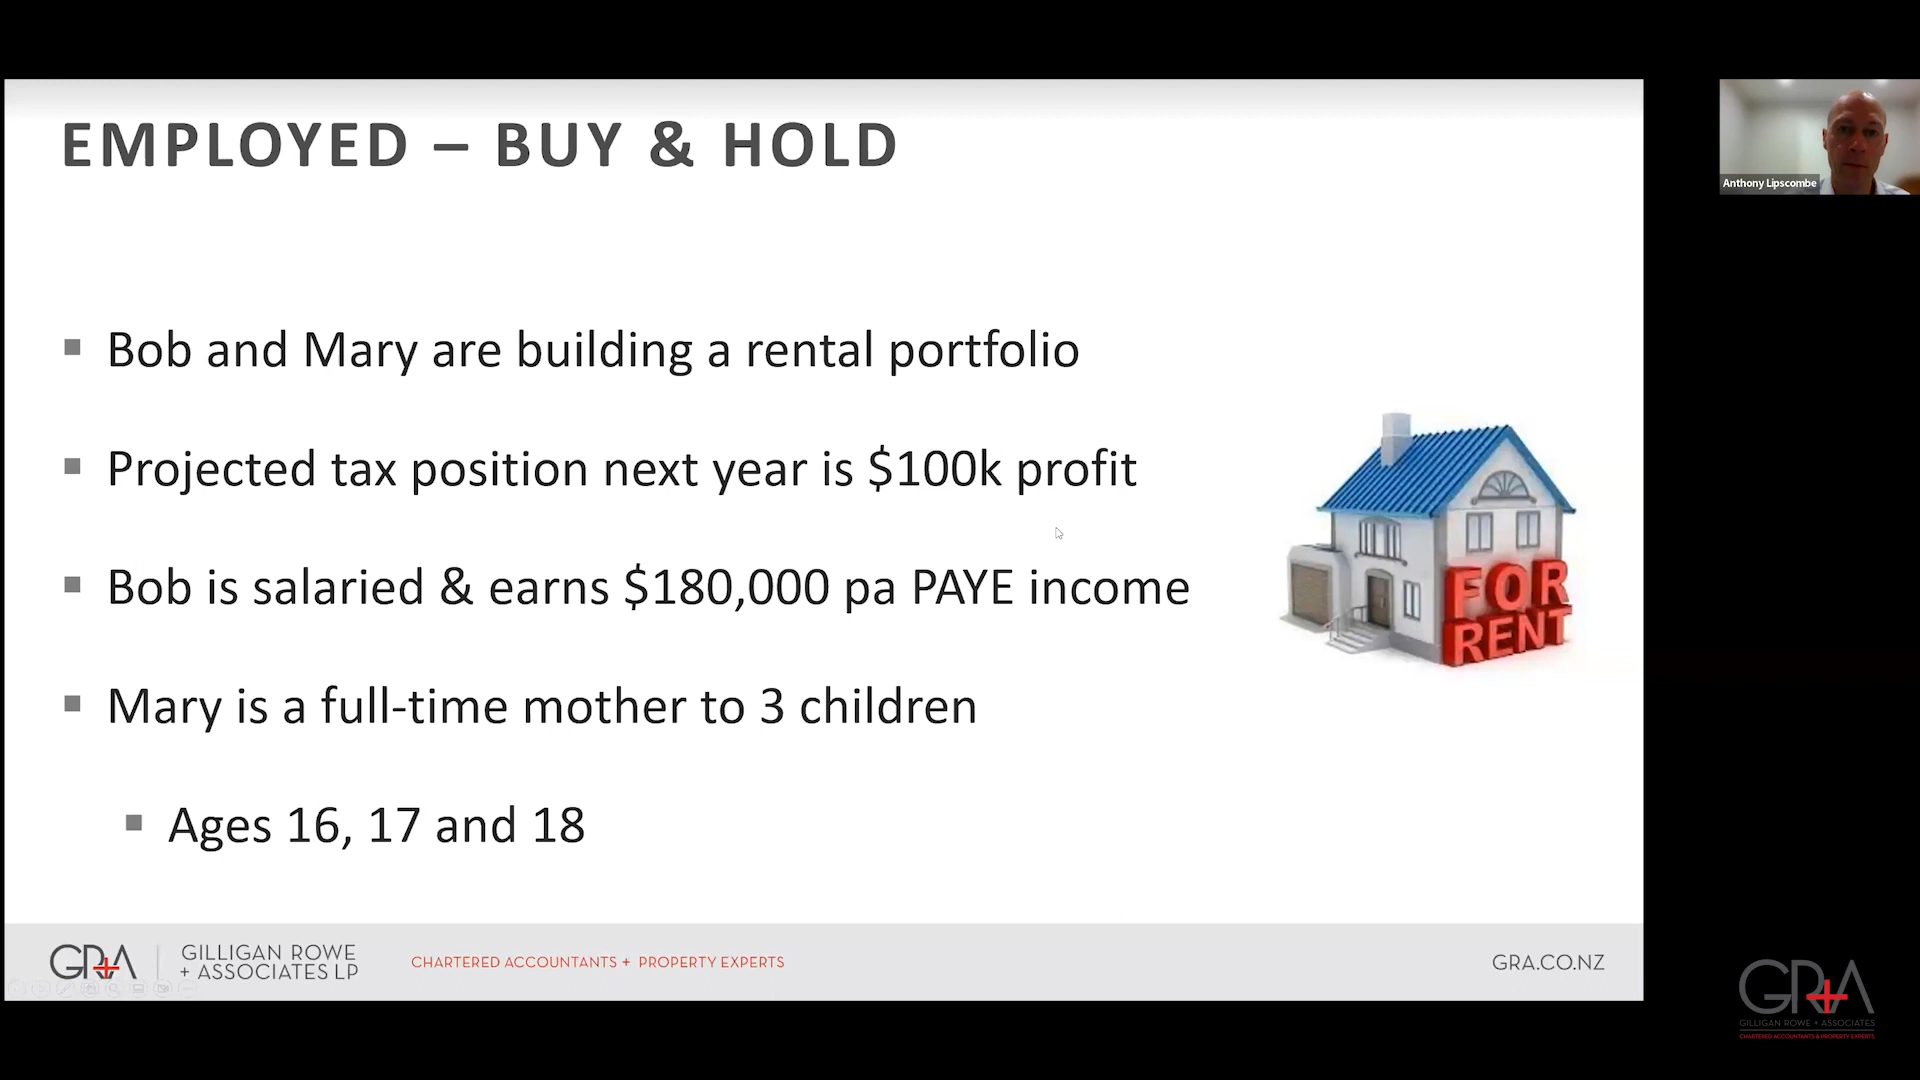 EMPLOYED – BUY & HOLD
Anthony Lipscombe
Bob and Mary are building a rental portfolio
Projected tax position next year is $100k profit
Bob is salaried & earns $180,000 pa PAYE income
FOR
RENT
Mary is a full-time mother to 3 children
Ages 16, 17 and 18
GRA
GILLIGAN ROWE
+ ASSOCIATES LP
CHARTERED ACCOUNTANTS + PROPERTY EXPERTS
GRA.CO.NZ
GRA
GILLIGAN ROWE + ASSOCIATES
CHARTERED ACCOUNTANTS & PROPERTY EXPERTS